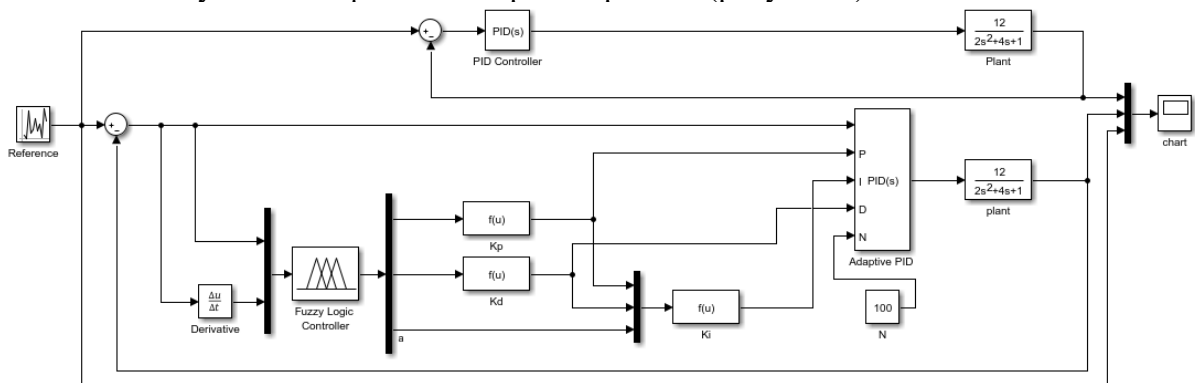 +
-
PID(s)
PID Controller
12
2s²+4s+1
Plant
Reference
+
-
chart
P
I PID(s)
D
N
Adaptive PID
12
2s²+4s+1
plant
f(u)
Kp
f(u)
Kd
Δu
Δt
Derivative
Fuzzy Logic
Controller
a
f(u)
Ki
100
N